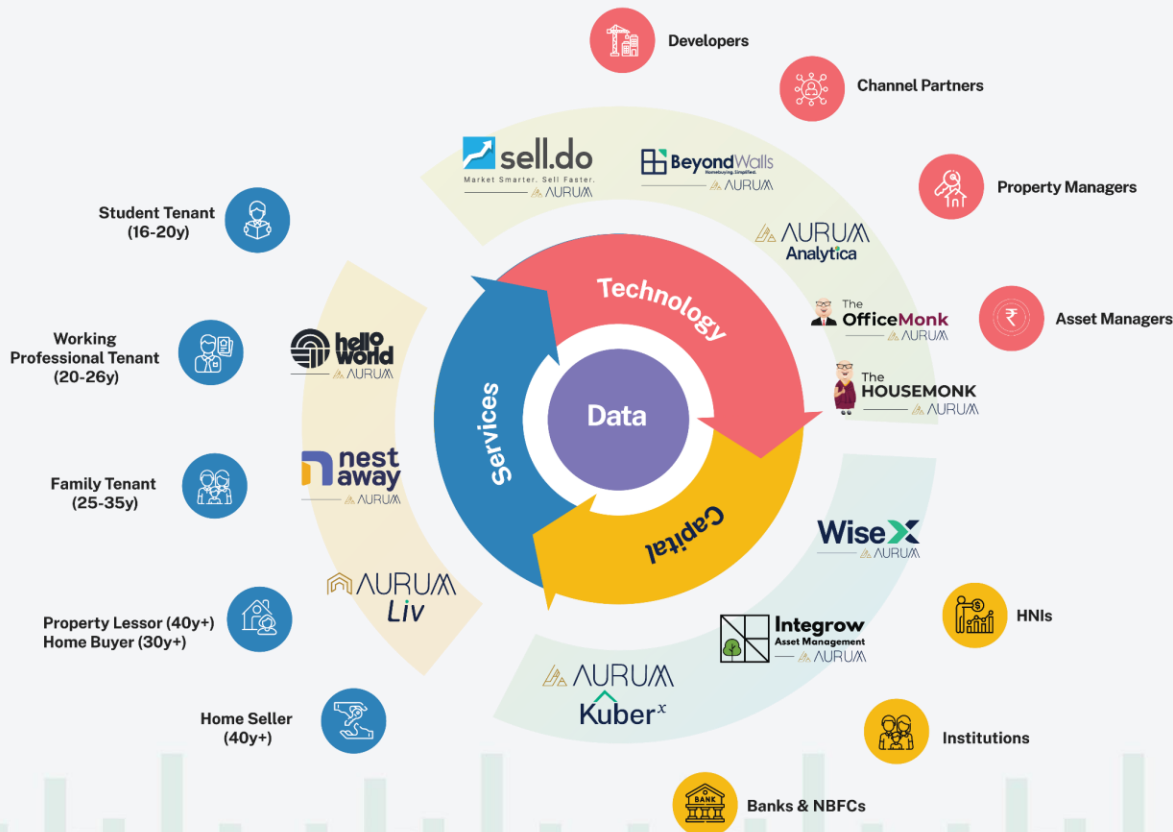 Developers
Channel Partners
Property Managers
Asset Managers
sell.do
Market Smarter. Sell Faster.
AURUM
BeyondWalls
Homebuying. Simplified.
AURUM
AURUM
Analytica
The
OfficeMonk
AURUM
The
HOUSEMONK
AURUM
Student Tenant
(16-20y)
Working
Professional Tenant
(20-26y)
Family Tenant
(25-35y)
Property Lessor (40y+)
Home Buyer (30y+)
Home Seller
(40y+)
hello
world
AURUM
nest
away
AURUM
AURUM
Liv
Technology
Services
Data
Capital
WiseX
AURUM
Integrow
Asset Management
AURUM
AURUM
Kuber x
HNIs
Institutions
BANK
Banks & NBFCs